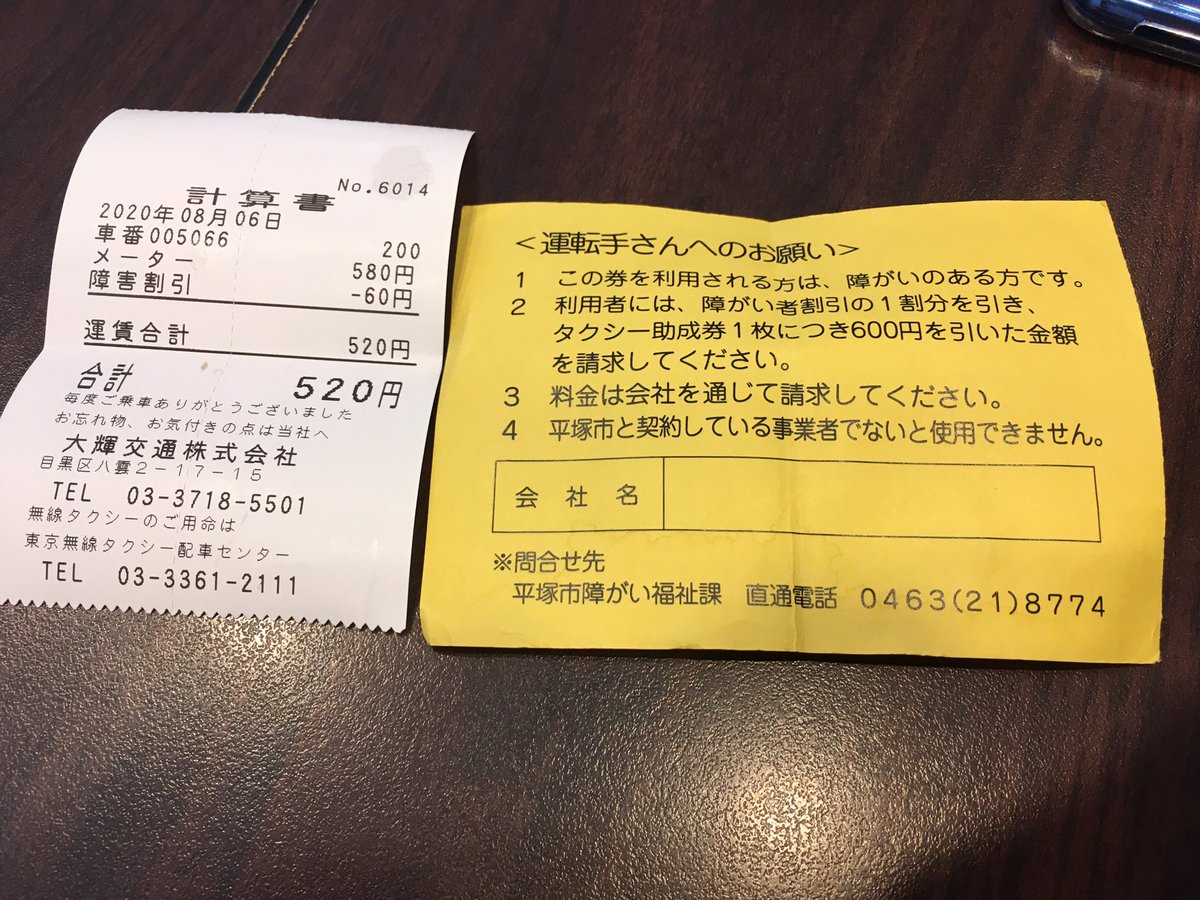 No.6014
計算書
2020年08月06日
車番005066 200
メーター 580円
障害割引 -60円
運賃合計 520円
合計 520円
毎度ご乗車ありがとうございました
お忘れ物、お気付きの点は当社へ
大輝交通株式会社
目黒区八雲2-17-15
TEL 03-3718-5501
無線タクシーのご用命は
東京無線タクシー配車センター
TEL 03-3361-2111
<運転手さんへのお願い>
1 この券を利用される方は、障がいのある方です。
2 利用者には、障がい者割引の1割分を引き、
タクシー助成券1枚につき600円を引いた金額
を請求してください。
3 料金は会社を通じて請求してください。
4 平塚市と契約している事業者でないと使用できません。
会社名
※問合せ先
平塚市障がい福祉課 直通電話 0463(21)8774